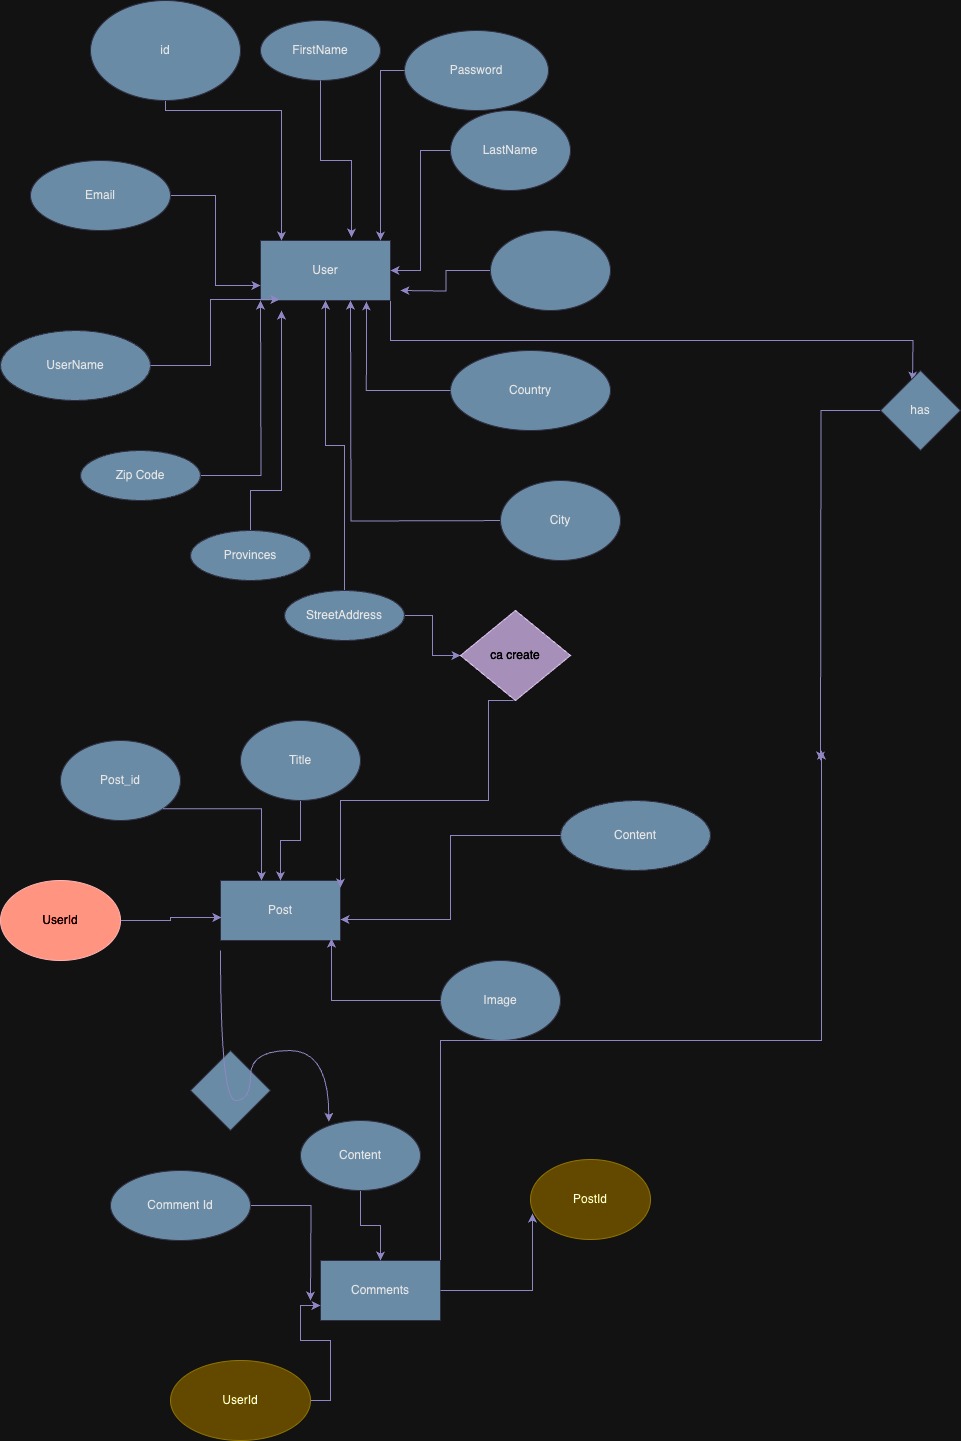 id
FirstName
Password
LastName
Email
User
UserName
Country
has
Zip Code
City
Provinces
StreetAddress
ca create
Title
Post_id
Content
Post
UserId
Image
Content
PostId
Comment Id
Comments
UserId